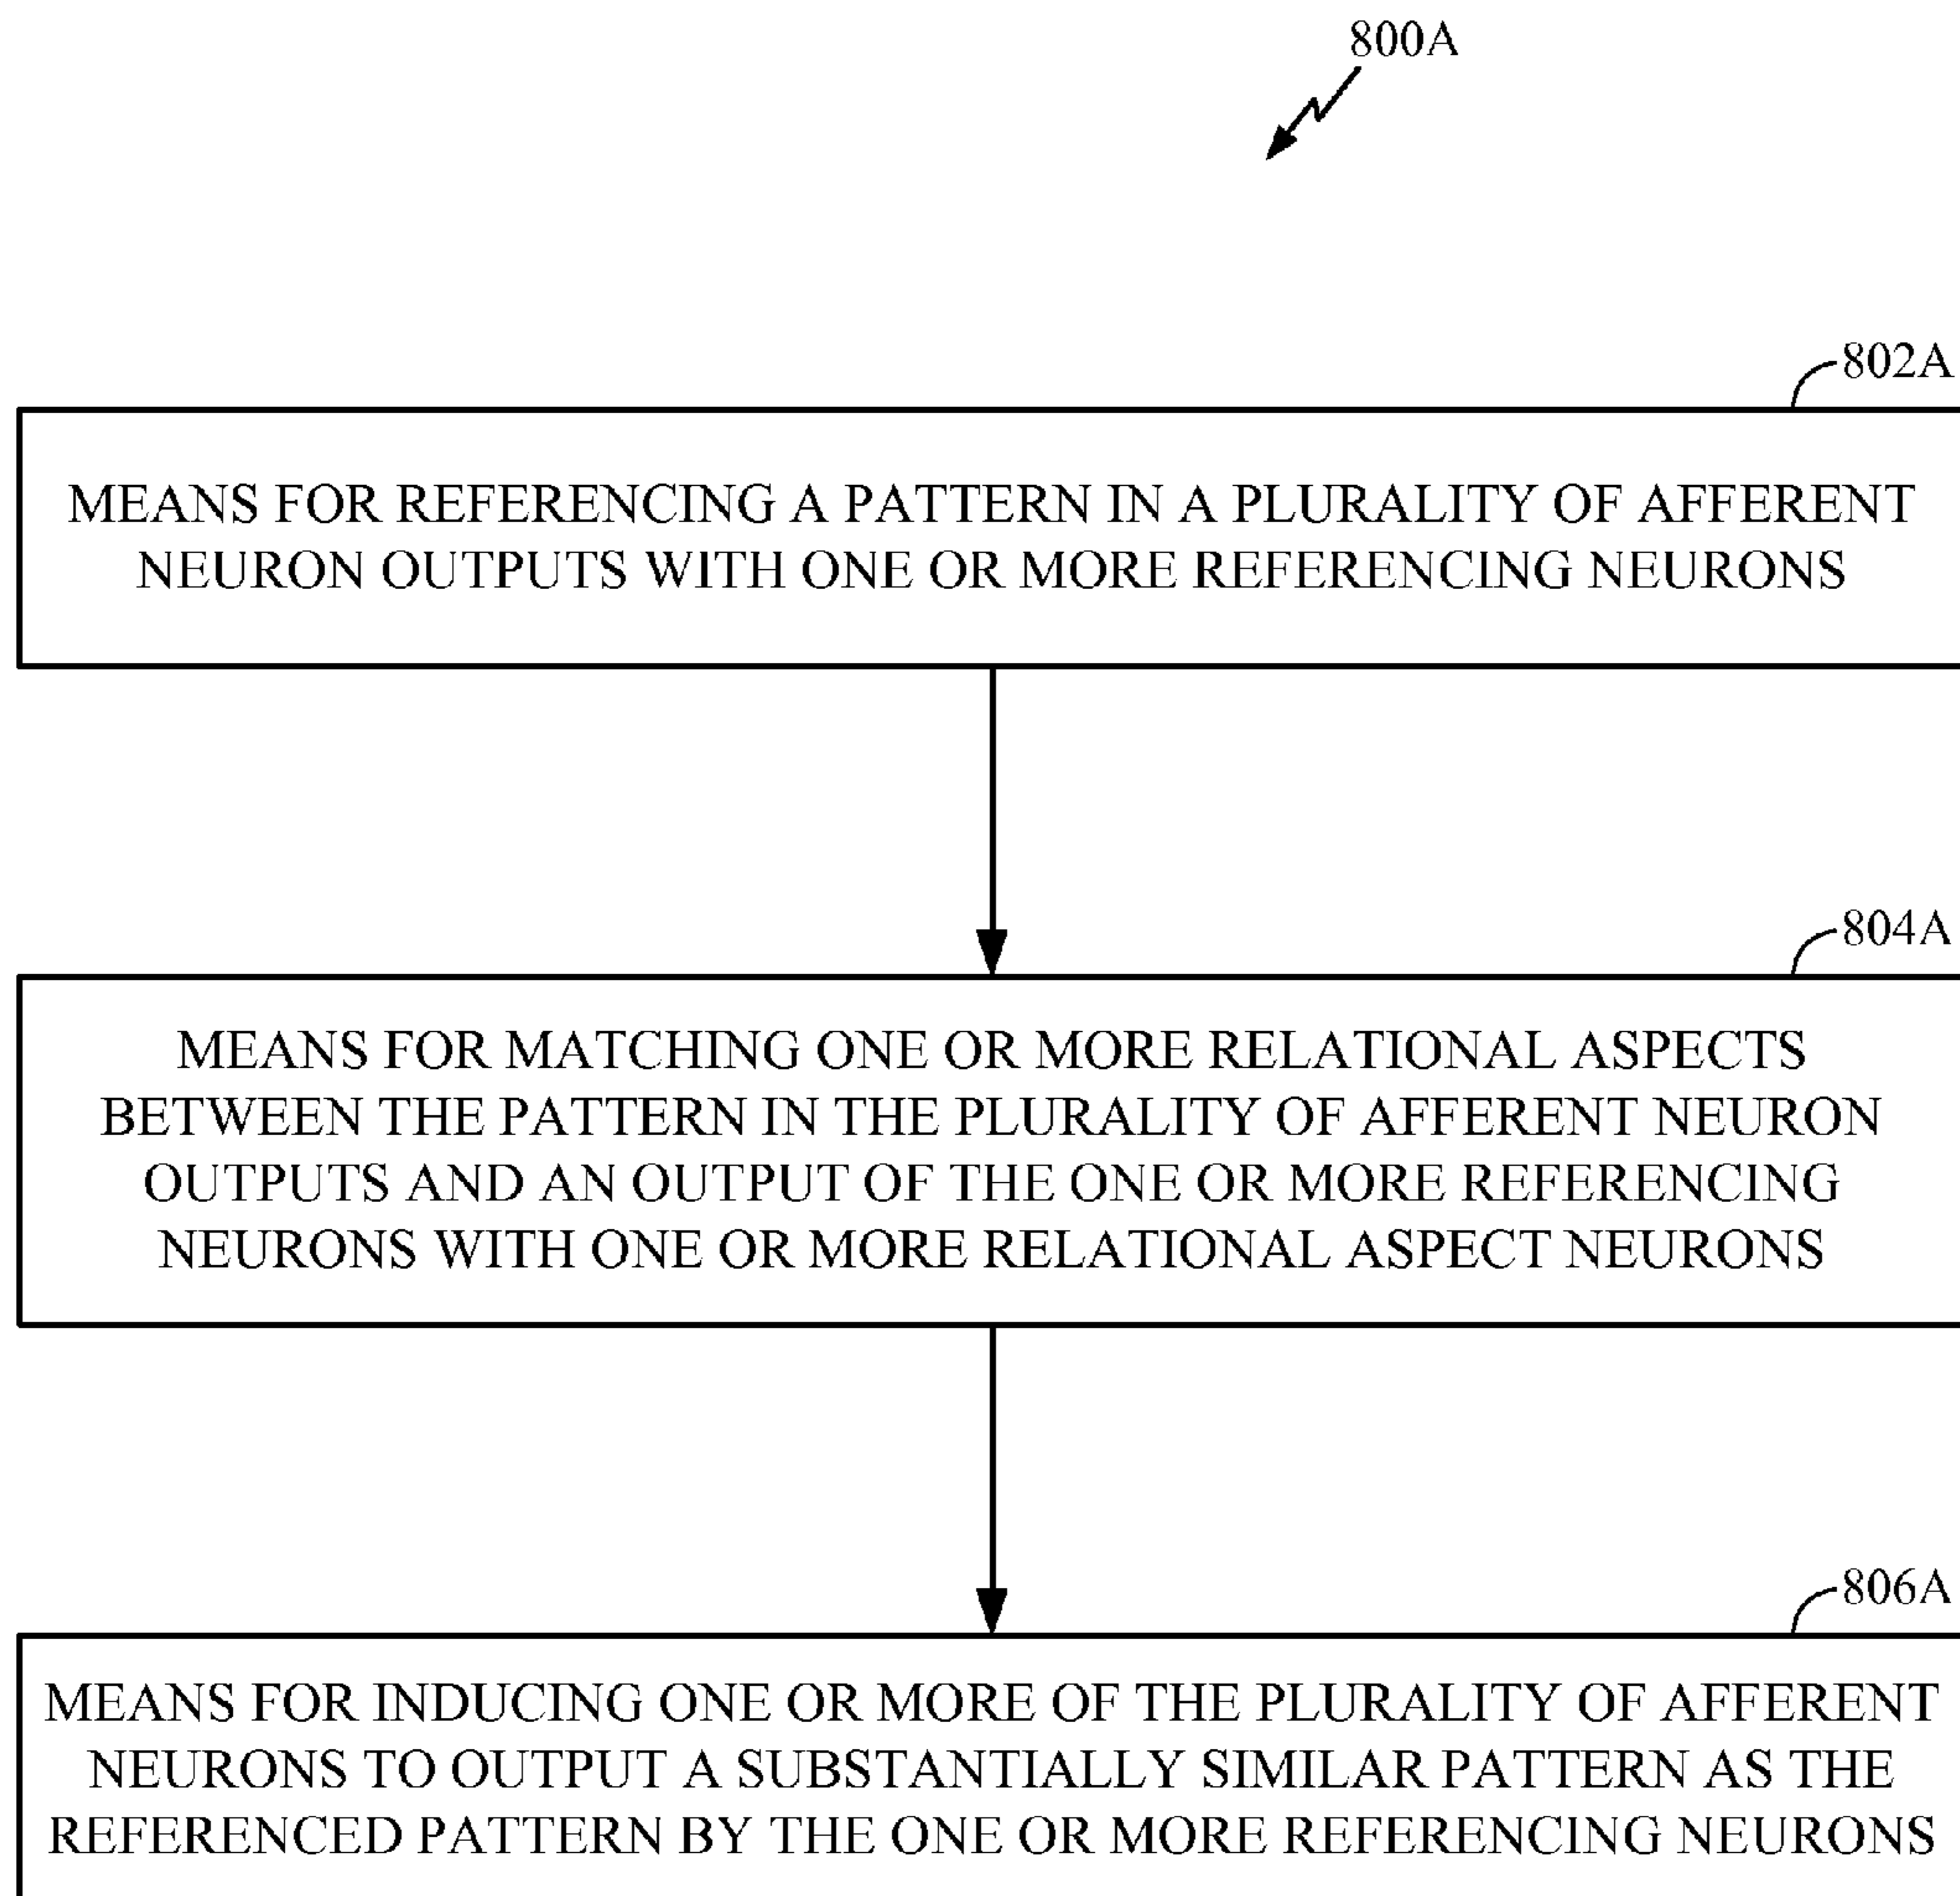 800A
802A
MEANS FOR REFERENCING A PATTERN IN A PLURALITY OF AFFERENT
NEURON OUTPUTS WITH ONE OR MORE REFERENCING NEURONS
804A
MEANS FOR MATCHING ONE OR MORE RELATIONAL ASPECTS
BETWEEN THE PATTERN IN THE PLURALITY OF AFFERENT NEURON
OUTPUTS AND AN OUTPUT OF THE ONE OR MORE REFERENCING
NEURONS WITH ONE OR MORE RELATIONAL ASPECT NEURONS
806A
MEANS FOR INDUCING ONE OR MORE OF THE PLURALITY OF AFFERENT
NEURONS TO OUTPUT A SUBSTANTIALLY SIMILAR PATTERN AS THE
REFERENCED PATTERN BY THE ONE OR MORE REFERENCING NEURONS